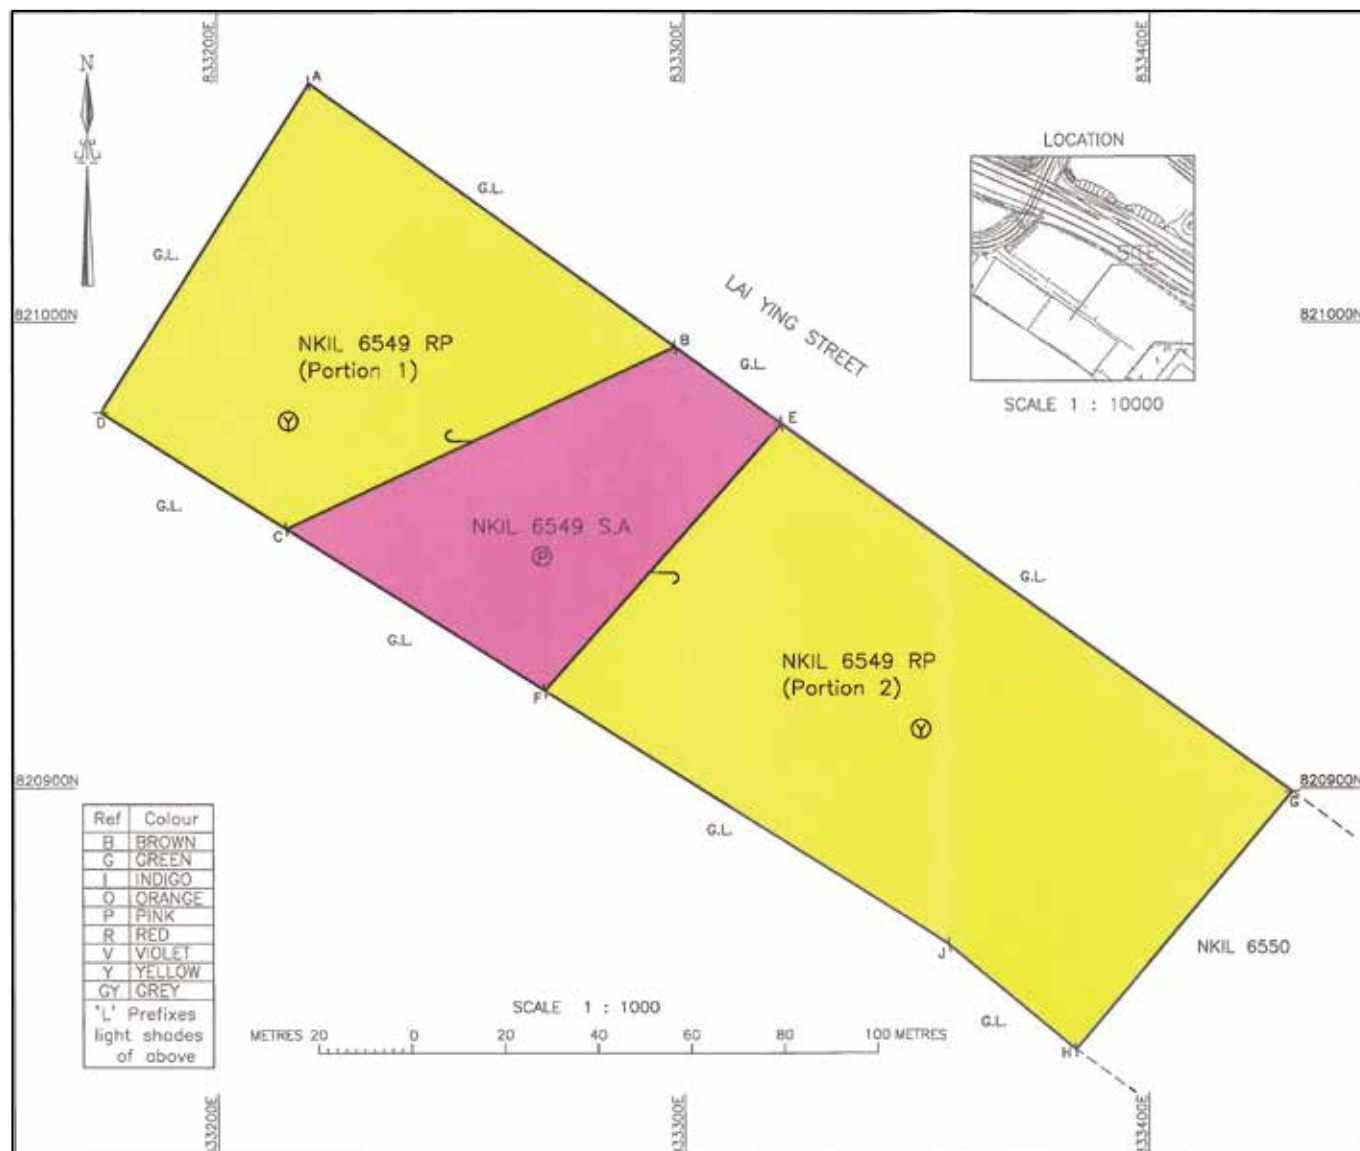 833200E
833300E
833400E
N
A
G.L.
LOCATION
SITE
SCALE 1 : 10000
G.L.
LAI YING STREET
821000N
821000N
NKIL 6549 RP
(Portion 1)
Y
B
G.L.
E
D
G.L.
C
NKIL 6549 S.A
P
G.L.
G.L.
F
NKIL 6549 RP
(Portion 2)
Y
820900N
820900N
G
G.L.
Ref Colour
B BROWN
G GREEN
I INDIGO
O ORANGE
P PINK
R RED
V VIOLET
Y YELLOW
GY GREY
'L' Prefixes
light shades
of above
J
NKIL 6550
SCALE 1 : 1000
METRES 20 0 20 40 60 80 100 METRES
G.L.
H
833200E
833300E
833400E